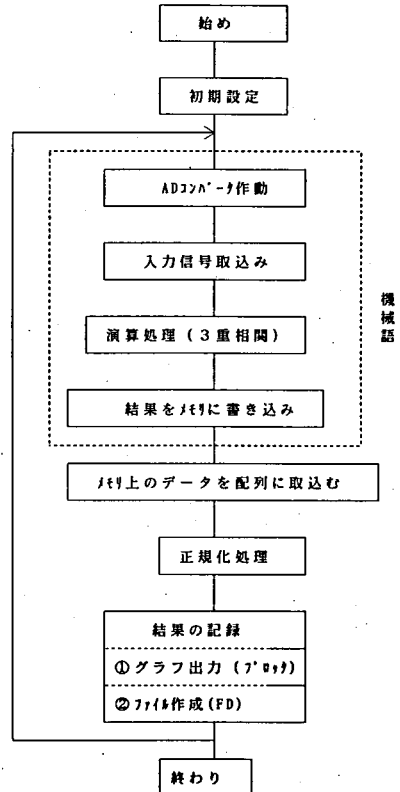 始め
初期設定
ADｺﾝﾊﾞｰﾀ作動
入力信号取込み
演算処理（３重相関）
結果をﾒﾓﾘに書き込み
機械語
ﾒﾓﾘ上のデータを配列に取込む
正規化処理
結果の記録
①グラフ出力（ﾌﾟﾛｯﾀ）
②ﾌｧｲﾙ作成(FD)
終わり